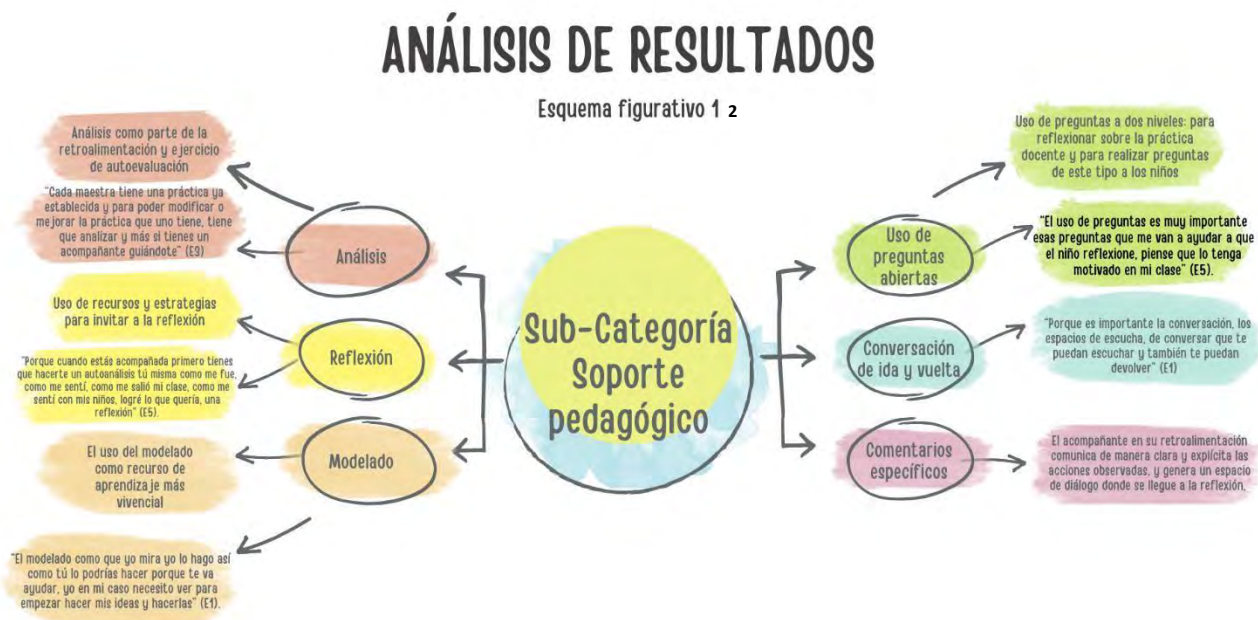 ANÁLISIS DE RESULTADOS
Esquema figurativo 1 2
Análisis como parte de la
retroalimentación y ejercicio
de autoevaluación
"Cada maestra tiene una práctica ya
establecida y para poder modificar o
mejorar la práctica que uno tiene, tiene
que analizar y más si tienes un
acompañante guiándote" (E3)
Análisis
Uso de recursos y estrategias
para invitar a la reflexión
"Porque cuando estás acompañada primero tienes
que hacerte un autoanálisis tú misma como me fue,
como me sentí, como me salió mi clase, como me
sentí con mis niños, logré lo que quería, una
reflexión" (E5).
Reflexión
El uso del modelado
como recurso de
aprendizaje más
vivencial
Modelado
"El modelado como que yo mira yo lo hago así
como tú lo podrías hacer porque te va
ayudar, yo en mi caso necesito ver para
empezar hacer mis ideas y hacerlas" (E1).
Sub-Categoría
Soporte
pedagógico
Uso de preguntas a dos niveles: para
reflexionar sobre la práctica
docente y para realizar preguntas
de este tipo a los niños
Uso de
preguntas
abiertas
"El uso de preguntas es muy importante
esas preguntas que me van a ayudar a que
el niño reflexione, piense que lo tenga
motivado en mi clase" (E5).
Conversación
de ida y vuelta
"Porque es importante la conversación, los
espacios de escucha, de conversar que te
puedan escuchar y también te puedan
devolver" (E1)
Comentarios
específicos
El acompañante en su retroalimentación
comunica de manera clara y explícita las
acciones observadas, y genera un espacio
de diálogo donde se llegue a la reflexión.